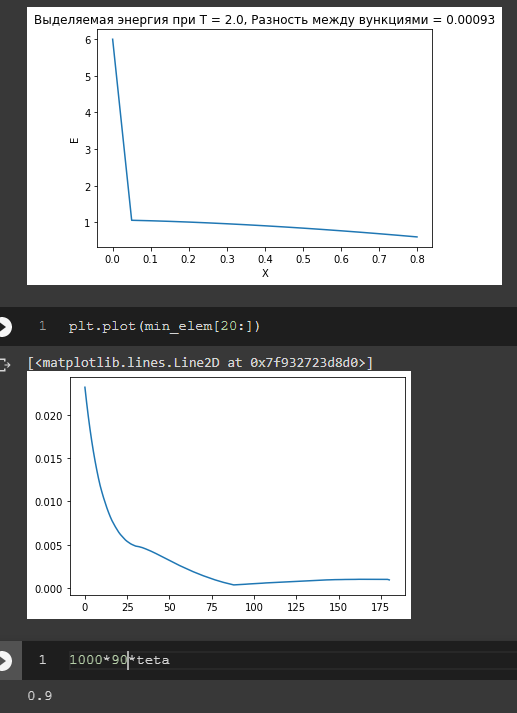 Выделяемая энергия при T = 2.0, Разность между вункциями = 0.00093
6
5
4
3
2
1
E
0.0 0.1 0.2 0.3 0.4 0.5 0.6 0.7 0.8
X
1 plt.plot(min_elem[20:])
[<matplotlib.lines.Line2D at 0x7f932723d8d0>]
0.020
0.015
0.010
0.005
0.000
0 25 50 75 100 125 150 175
1 1000*90*teta
0.9